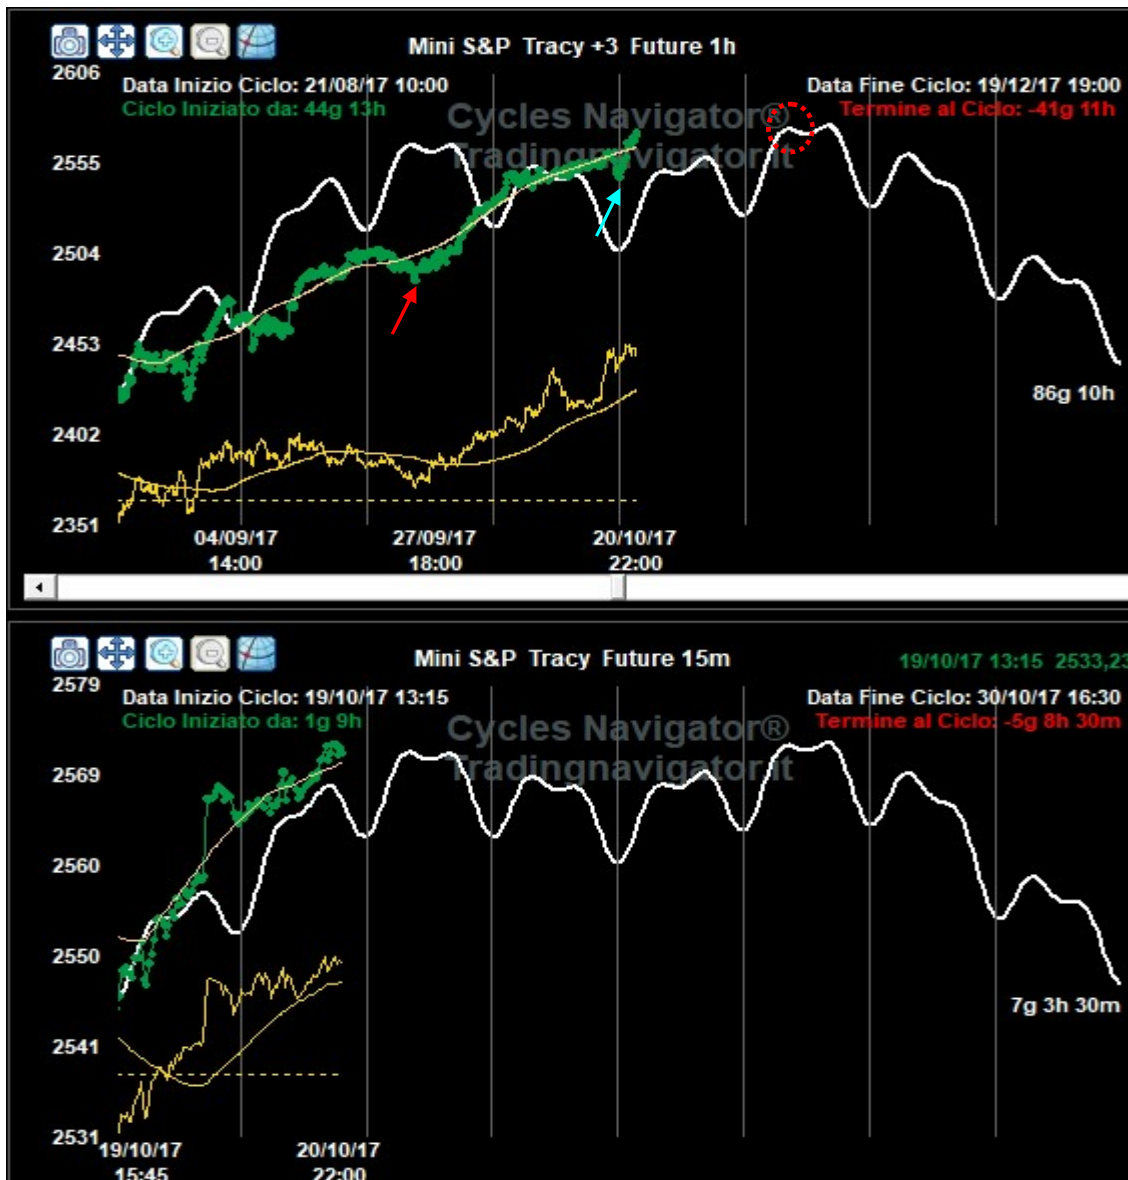 Mini S&P Tracy +3 Future 1h
2606
Data Inizio Ciclo: 21/08/17 10:00
Data Fine Ciclo: 19/12/17 19:00
Ciclo Iniziato da: 44g 13h
Termine al Ciclo: -41g 11h
Cycles Navigator®
Tradingnavigator.it
2555
2504
2453
2402
2351
86g 10h
04/09/17 27/09/17 20/10/17
14:00 18:00 22:00
Mini S&P Tracy Future 15m
19/10/17 13:15 2533,23
2579
Data Inizio Ciclo: 19/10/17 13:15
Data Fine Ciclo: 30/10/17 16:30
Ciclo Iniziato da: 1g 9h
Termine al Ciclo: -5g 8h 30m
Cycles Navigator®
Tradingnavigator.it
2569
2560
2550
2541
2531
7g 3h 30m
19/10/17 20/10/17
15:45 22:00